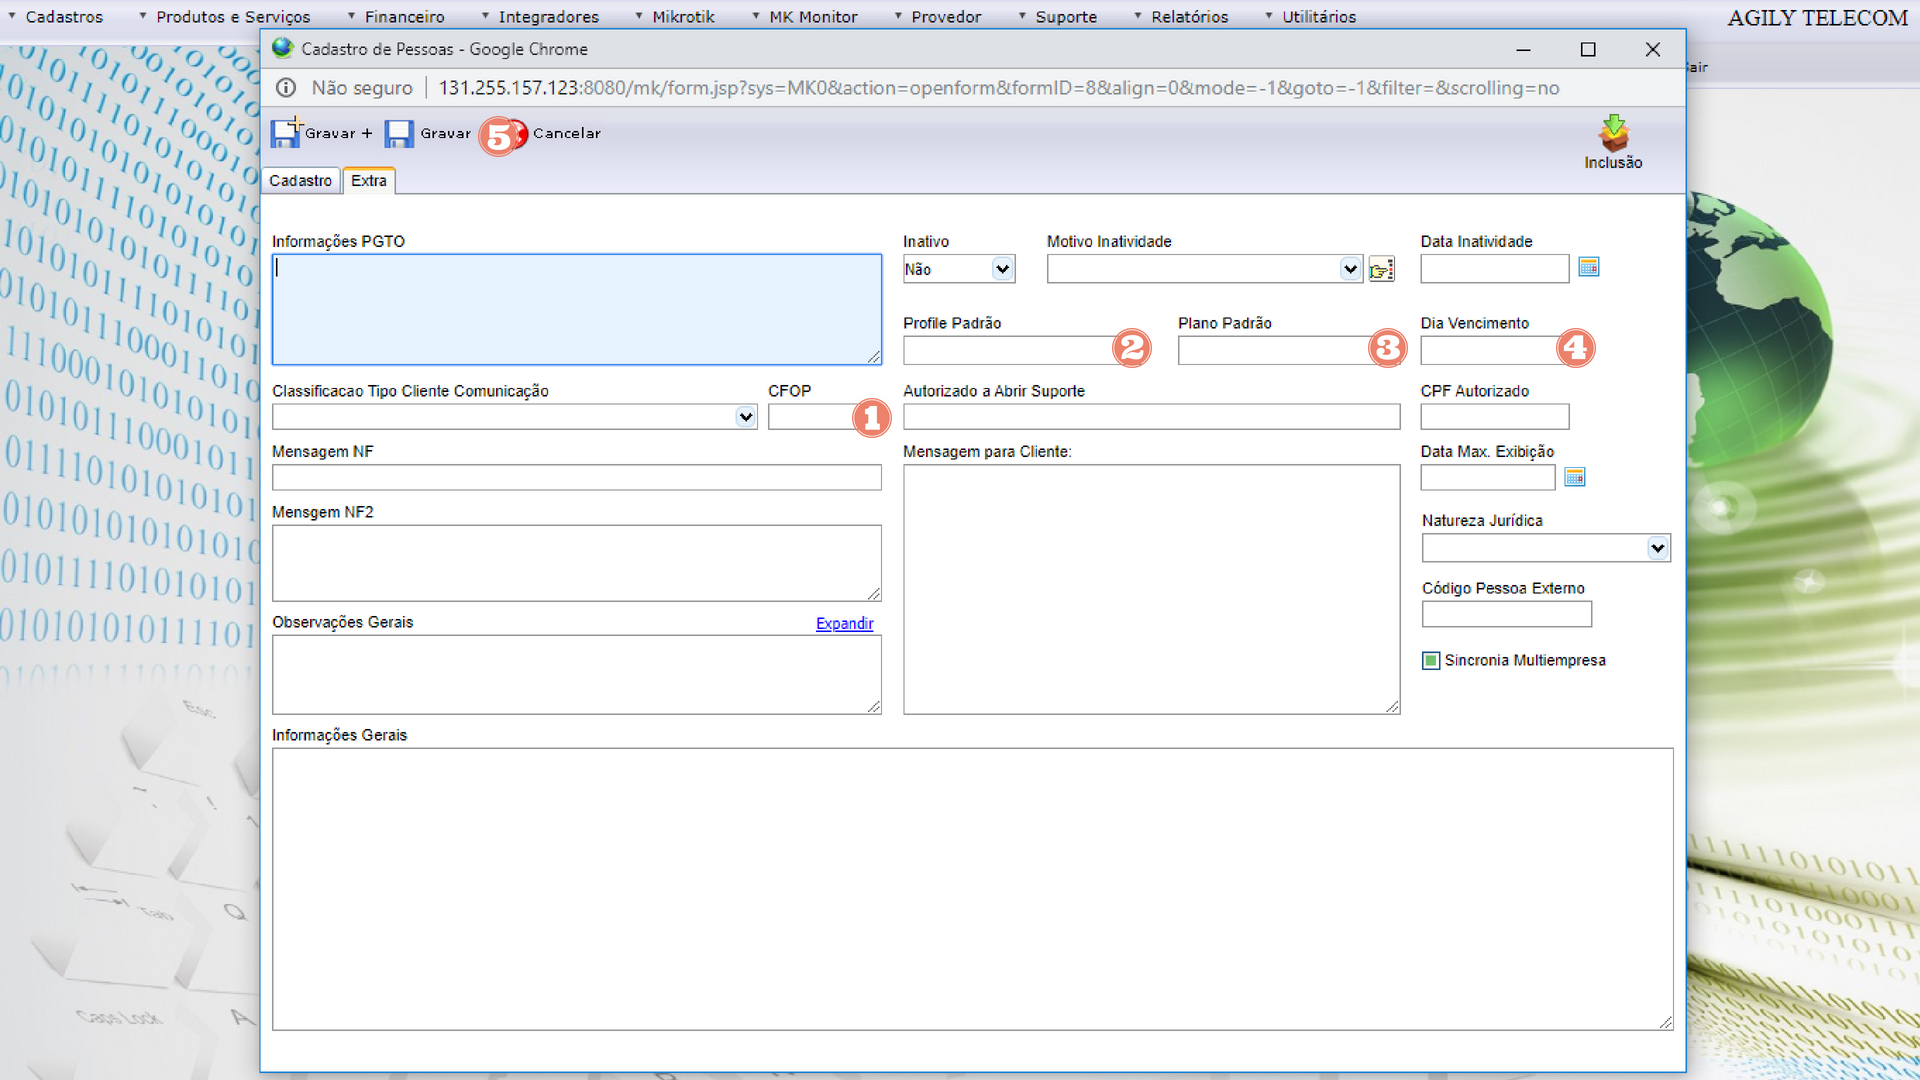 Cadastros Produtos e Serviços Financeiro Integradores Mikrotik MK Monitor Provedor Suporte Relatórios Utilitários AGILY TELECOM
Cadastro de Pessoas - Google Chrome
Não seguro 131.255.157.123:8080/mk/form.jsp?sys=MK0&action=openform&formID=8&align=0&mode=-1&goto=-1&filter=&scrolling=no
Gravar + Gravar 5 Cancelar
Inclusão
Cadastro Extra
Informações PGTO Inativo Motivo Inatividade Data Inatividade
Não
Profile Padrão Plano Padrão Dia Vencimento
2 3 4
Classificacao Tipo Cliente Comunicação CFOP Autorizado a Abrir Suporte CPF Autorizado
1
Mensagem NF Mensagem para Cliente: Data Max. Exibição
Mensgem NF2
Natureza Jurídica
Código Pessoa Externo
Observações Gerais Expandir
Sincronia Multiempresa
Informações Gerais
Esc
Tab Q
Caps Lock A